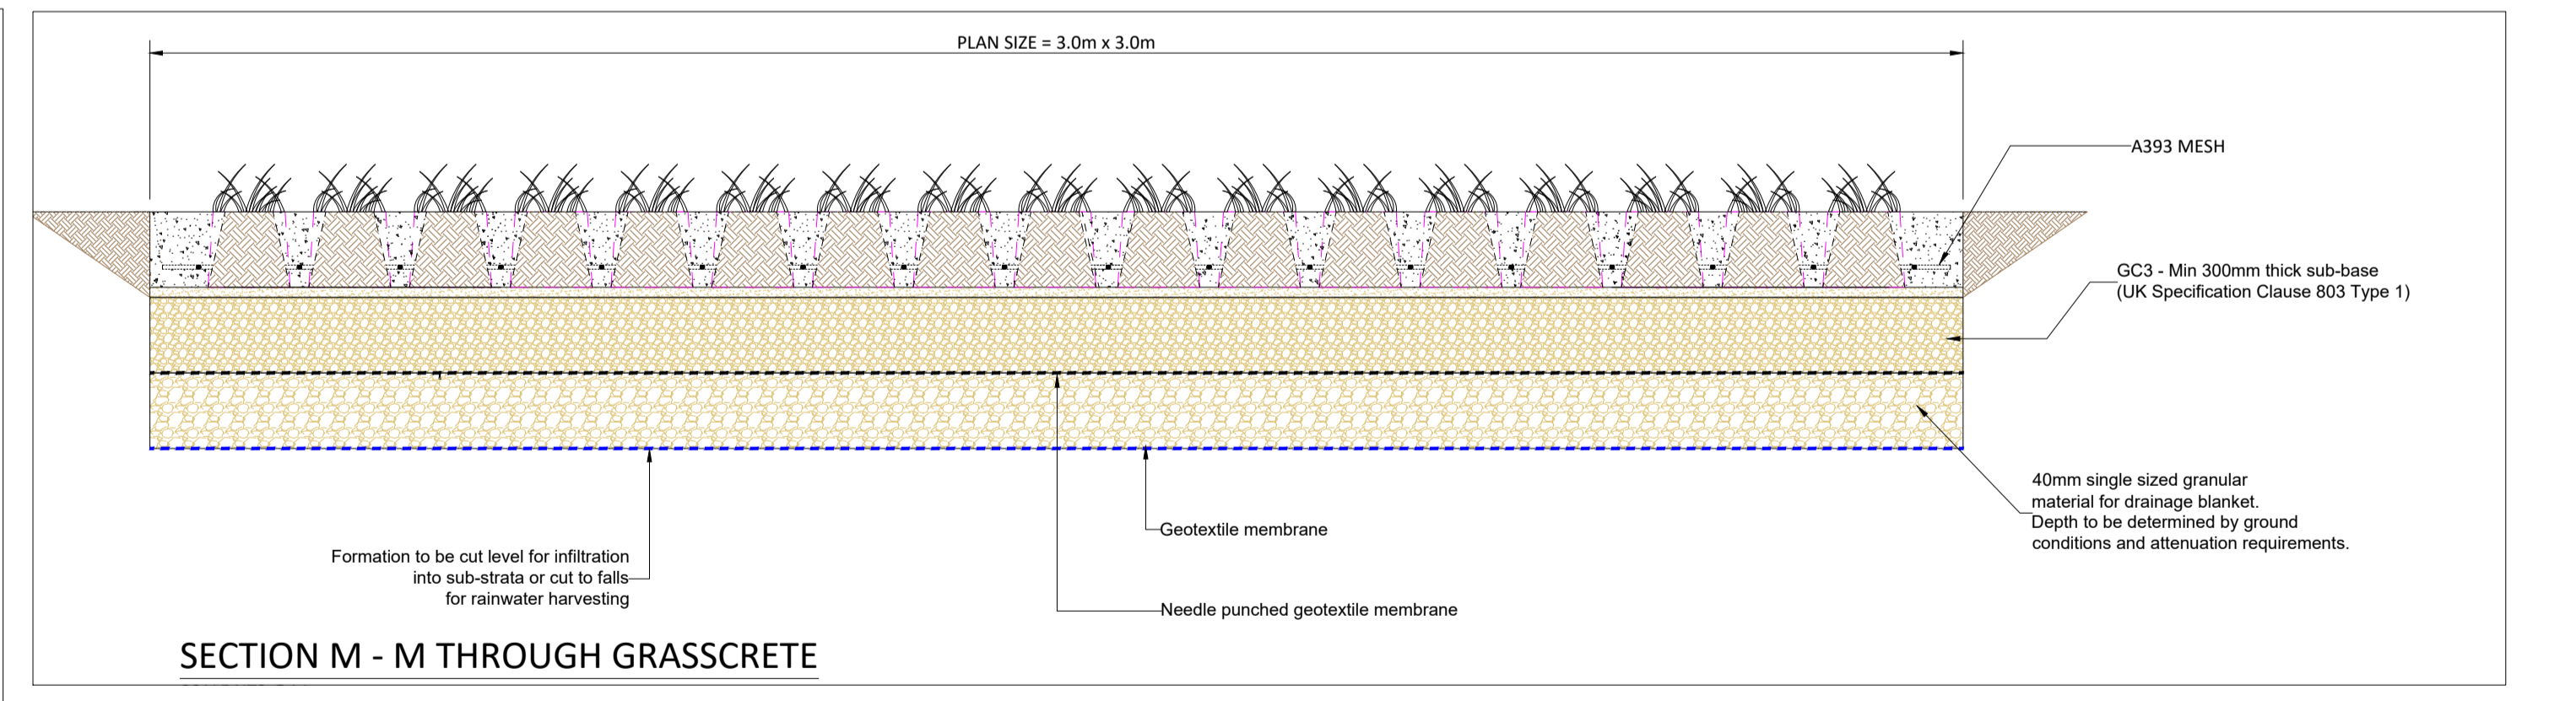 PLAN SIZE = 3.0m x 3.0m
A393 MESH
GC3 - Min 300mm thick sub-base
(UK Specification Clause 803 Type 1)
40mm single sized granular
material for drainage blanket.
Depth to be determined by ground
conditions and attenuation requirements.
Geotextile membrane
Formation to be cut level for infiltration
into sub-strata or cut to falls
for rainwater harvesting
Needle punched geotextile membrane
SECTION M - M THROUGH GRASSCRETE